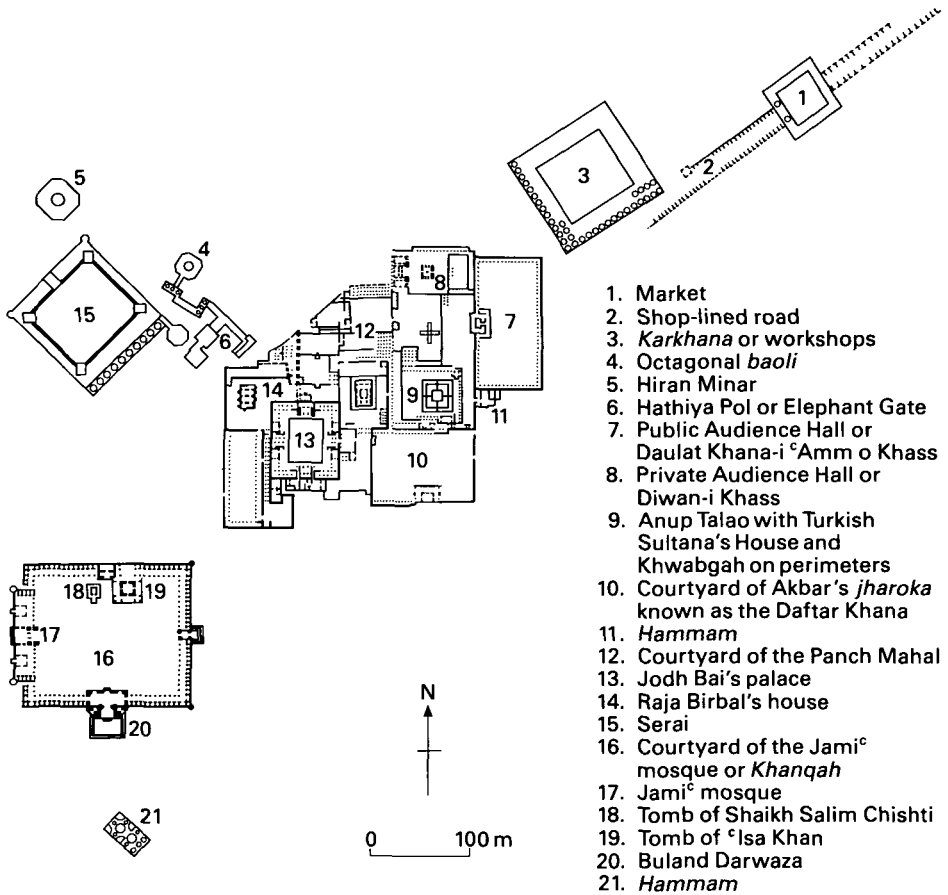 1
2
3
5
4
15
6
8
7
12
14
9
11
13
10
18
19
17
16
20
21
N
0 100 m
1. Market
2. Shop-lined road
3. Karkhana or workshops
4. Octagonal baoli
5. Hiran Minar
6. Hathiya Pol or Elephant Gate
7. Public Audience Hall or
Daulat Khana-i ᶜAmm o Khass
8. Private Audience Hall or
Diwan-i Khass
9. Anup Talao with Turkish
Sultana's House and
Khwabgah on perimeters
10. Courtyard of Akbar's jharoka
known as the Daftar Khana
11. Hammam
12. Courtyard of the Panch Mahal
13. Jodh Bai's palace
14. Raja Birbal's house
15. Serai
16. Courtyard of the Jamiᶜ
mosque or Khanqah
17. Jamiᶜ mosque
18. Tomb of Shaikh Salim Chishti
19. Tomb of ᶜIsa Khan
20. Buland Darwaza
21. Hammam